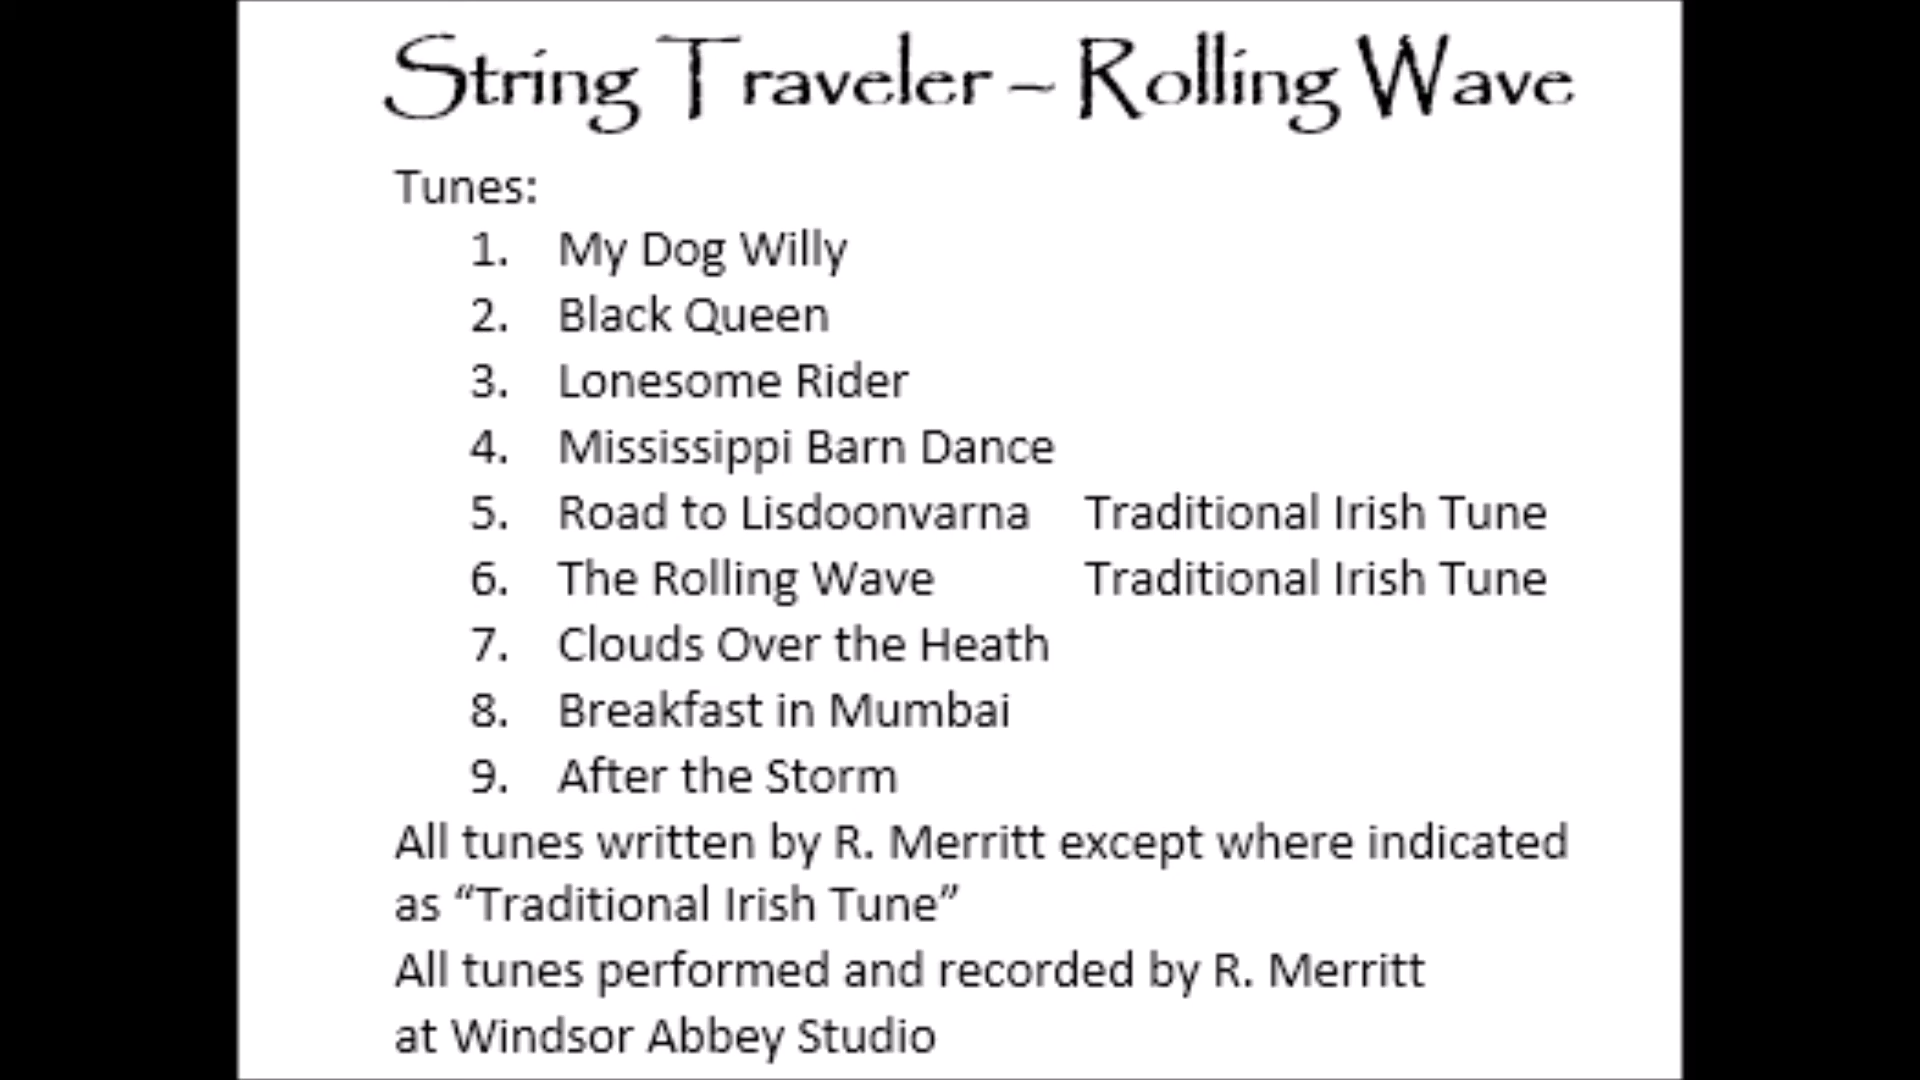 String Traveler – Rolling Wave
Tunes:
1. My Dog Willy
2. Black Queen
3. Lonesome Rider
4. Mississippi Barn Dance
5. Road to Lisdoonvarna Traditional Irish Tune
6. The Rolling Wave Traditional Irish Tune
7. Clouds Over the Heath
8. Breakfast in Mumbai
9. After the Storm
All tunes written by R. Merritt except where indicated
as “Traditional Irish Tune”
All tunes performed and recorded by R. Merritt
at Windsor Abbey Studio